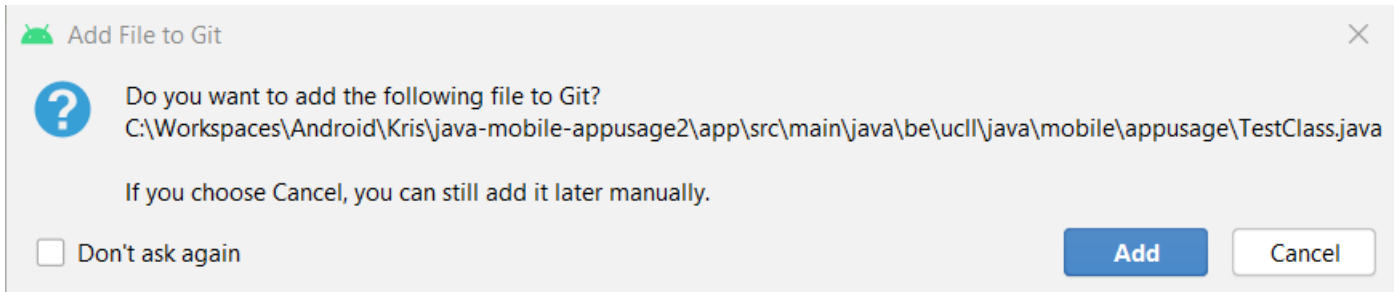 Add File to Git
Do you want to add the following file to Git?
C:\Workspaces\Android\Kris\java-mobile-appusage2\app\src\main\java\be\ucll\java\mobile\appusage\TestClass.java
If you choose Cancel, you can still add it later manually.
Don't ask again
Add
Cancel